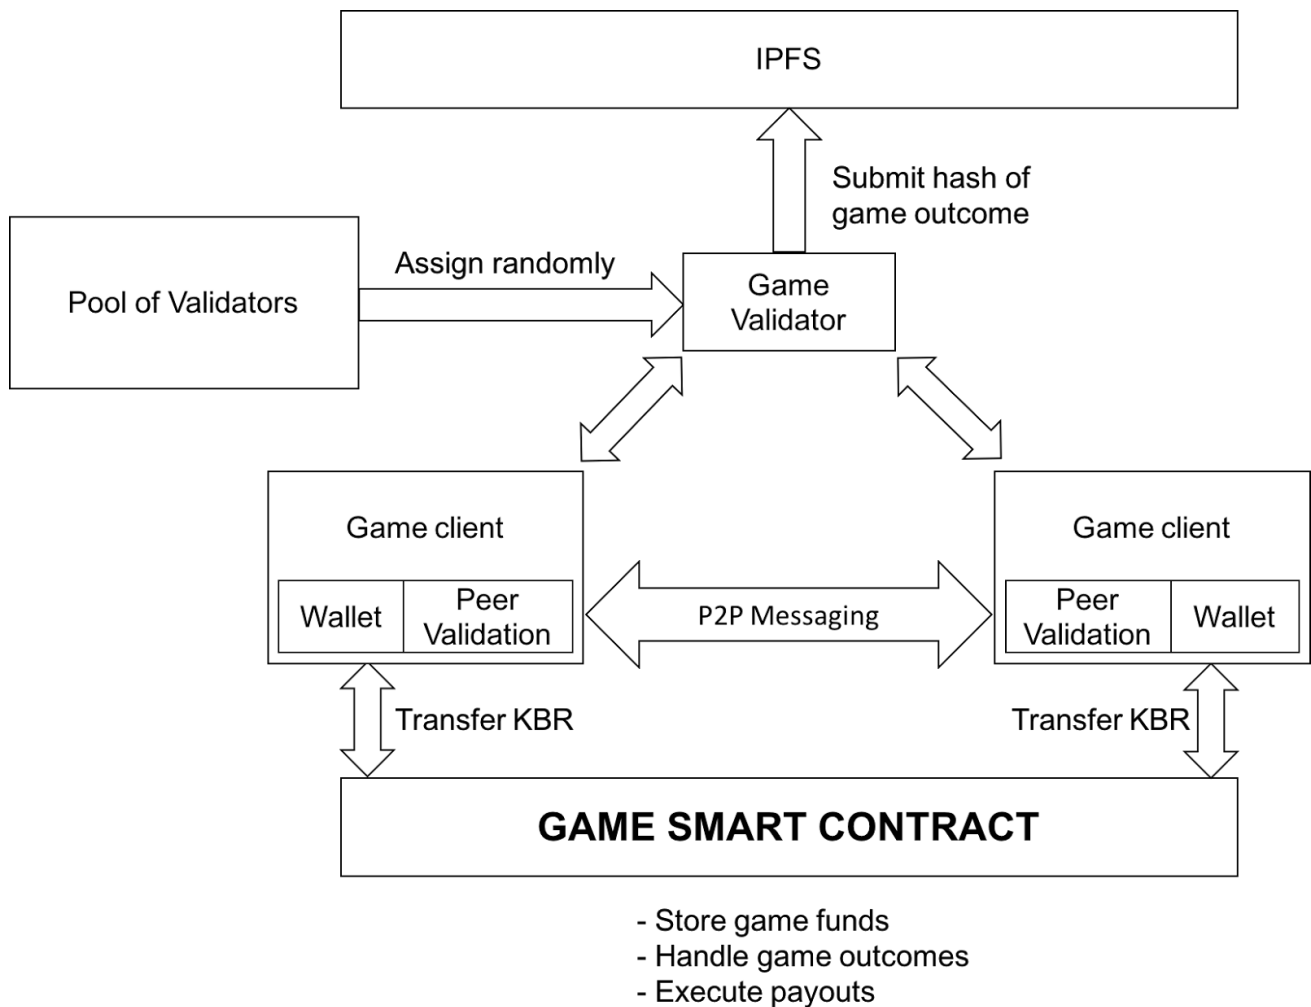 IPFS
Submit hash of
game outcome
Assign randomly
Pool of Validators
Game
Validator
Game client
Game client
Wallet
Peer
Validation
P2P Messaging
Peer
Validation
Wallet
Transfer KBR
Transfer KBR
GAME SMART CONTRACT
- Store game funds
- Handle game outcomes
- Execute payouts